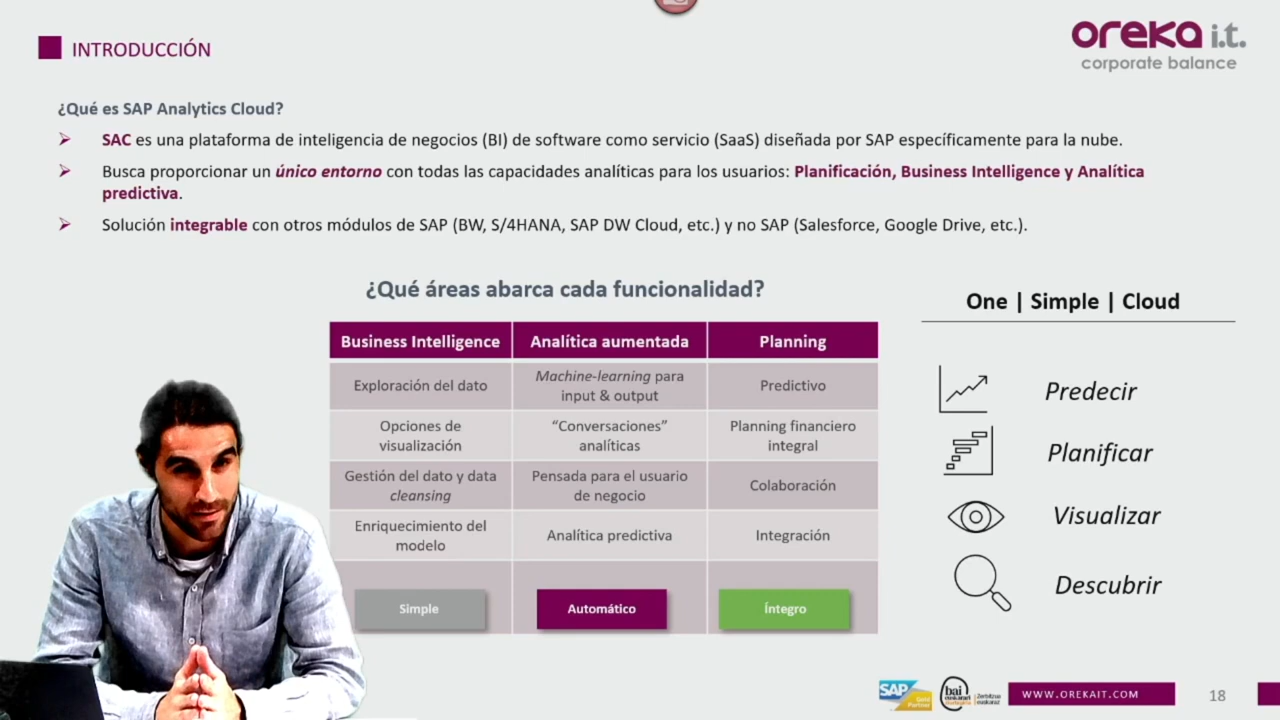 INTRODUCCIÓN
oreka i.t.
corporate balance
¿Qué es SAP Analytics Cloud?
SAC es una plataforma de inteligencia de negocios (BI) de software como servicio (SaaS) diseñada por SAP específicamente para la nube.
Busca proporcionar un único entorno con todas las capacidades analíticas para los usuarios: Planificación, Business Intelligence y Analítica
predictiva.
Solución integrable con otros módulos de SAP (BW, S/4HANA, SAP DW Cloud, etc.) y no SAP (Salesforce, Google Drive, etc.).
¿Qué áreas abarca cada funcionalidad?
Business Intelligence
Analítica aumentada
Planning
Exploración del dato
Machine-learning para
input & output
Predictivo
Opciones de
visualización
"Conversaciones"
analíticas
Planning financiero
integral
Gestión del dato y data
cleansing
Pensada para el usuario
de negocio
Colaboración
Enriquecimiento del
modelo
Analítica predictiva
Integración
Simple
Automático
Íntegro
One | Simple | Cloud
Predecir
Planificar
Visualizar
Descubrir
SAP
Gold
Partner
bai
euskarari
Zerbitzua
euskaraz
WWW.OREKAIT.COM
18